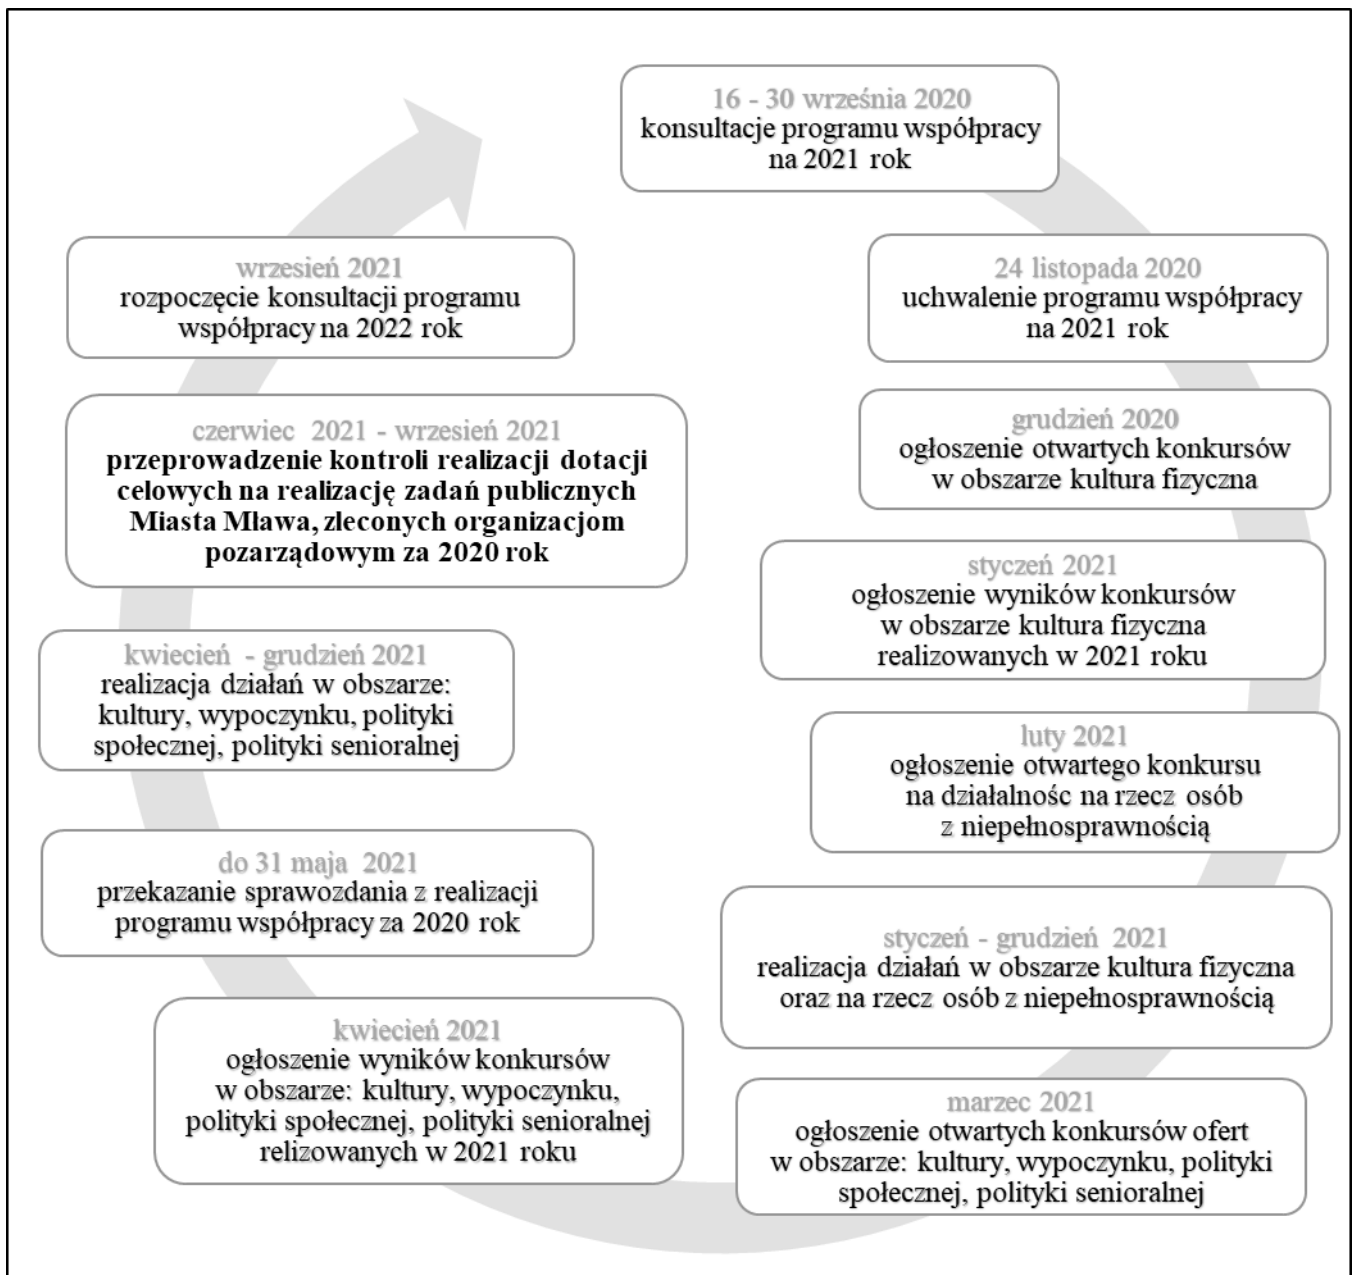 16 - 30 września 2020
konsultacje programu współpracy
na 2021 rok
24 listopada 2020
uchwalenie programu współpracy
na 2021 rok
grudzień 2020
ogłoszenie otwartych konkursów
w obszarze kultura fizyczna
styczeń 2021
ogłoszenie wyników konkursów
w obszarze kultura fizyczna
realizowanych w 2021 roku
luty 2021
ogłoszenie otwartego konkursu
na działalnośc na rzecz osób
z niepełnosprawnością
styczeń - grudzień 2021
realizacja działań w obszarze kultura fizyczna
oraz na rzecz osób z niepełnosprawnością
marzec 2021
ogłoszenie otwartych konkursów ofert
w obszarze: kultury, wypoczynku, polityki
społecznej, polityki senioralnej
kwiecień 2021
ogłoszenie wyników konkursów
w obszarze: kultury, wypoczynku,
polityki społecznej, polityki senioralnej
relizowanych w 2021 roku
do 31 maja 2021
przekazanie sprawozdania z realizacji
programu współpracy za 2020 rok
kwiecień - grudzień 2021
realizacja działań w obszarze:
kultury, wypoczynku, polityki
społecznej, polityki senioralnej
czerwiec 2021 - wrzesień 2021
przeprowadzenie kontroli realizacji dotacji
celowych na realizację zadań publicznych
Miasta Mława, zleconych organizacjom
pozarządowym za 2020 rok
wrzesień 2021
rozpoczęcie konsultacji programu
współpracy na 2022 rok